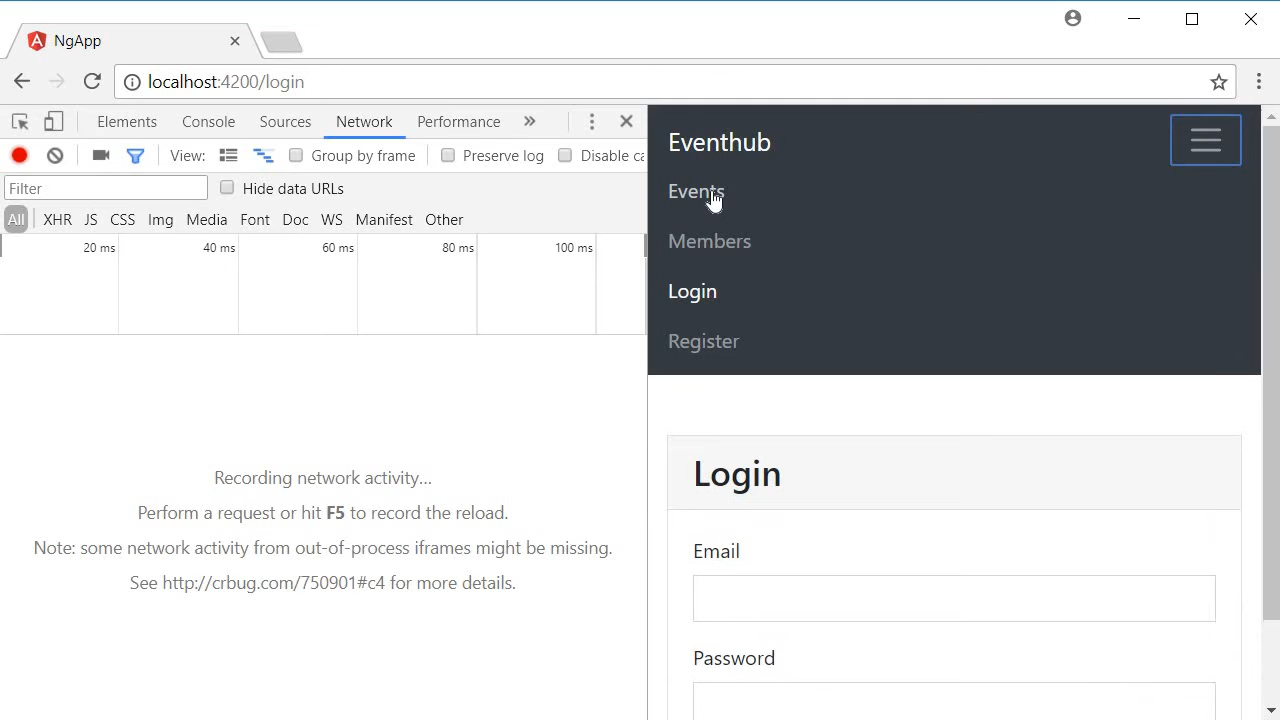 NgApp
localhost:4200/login
Elements Console Sources Network Performance »
View: Group by frame Preserve log Disable ca
Filter Hide data URLs
All XHR JS CSS Img Media Font Doc WS Manifest Other
20 ms 40 ms 60 ms 80 ms 100 ms
Recording network activity...
Perform a request or hit F5 to record the reload.
Note: some network activity from out-of-process iframes might be missing.
See http://crbug.com/750901#c4 for more details.
Eventhub
Events
Members
Login
Register
Login
Email
Password